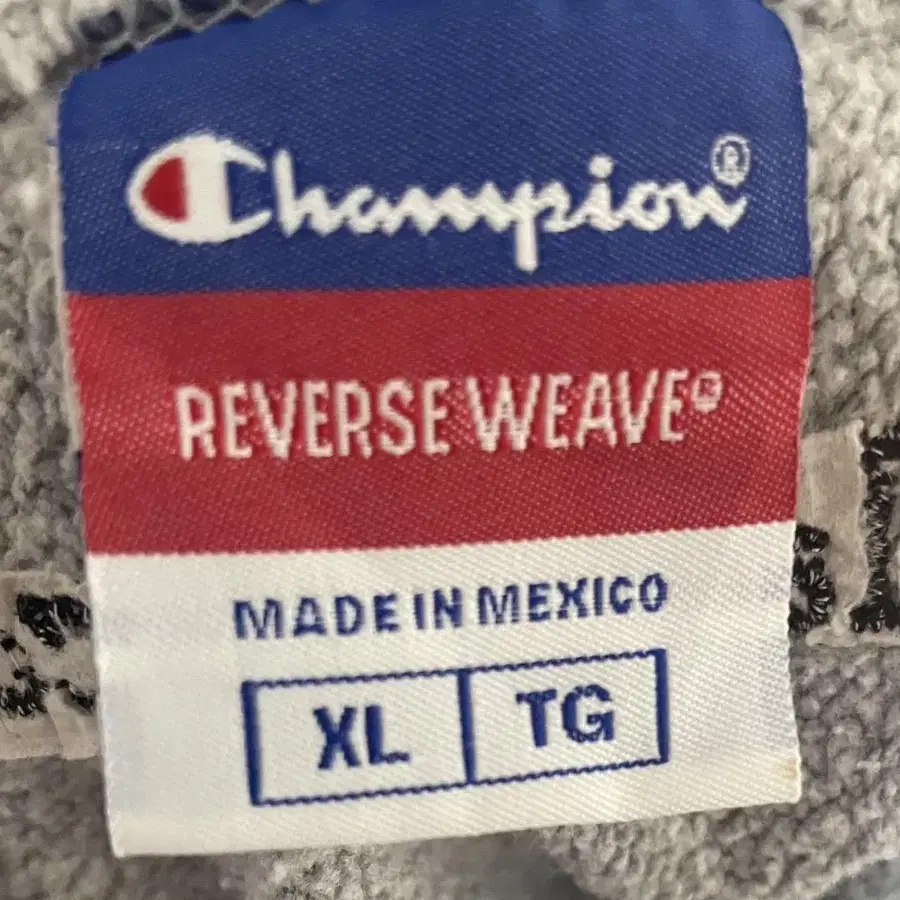 Champion®
REVERSE WEAVE®
MADE IN MEXICO
XL TG